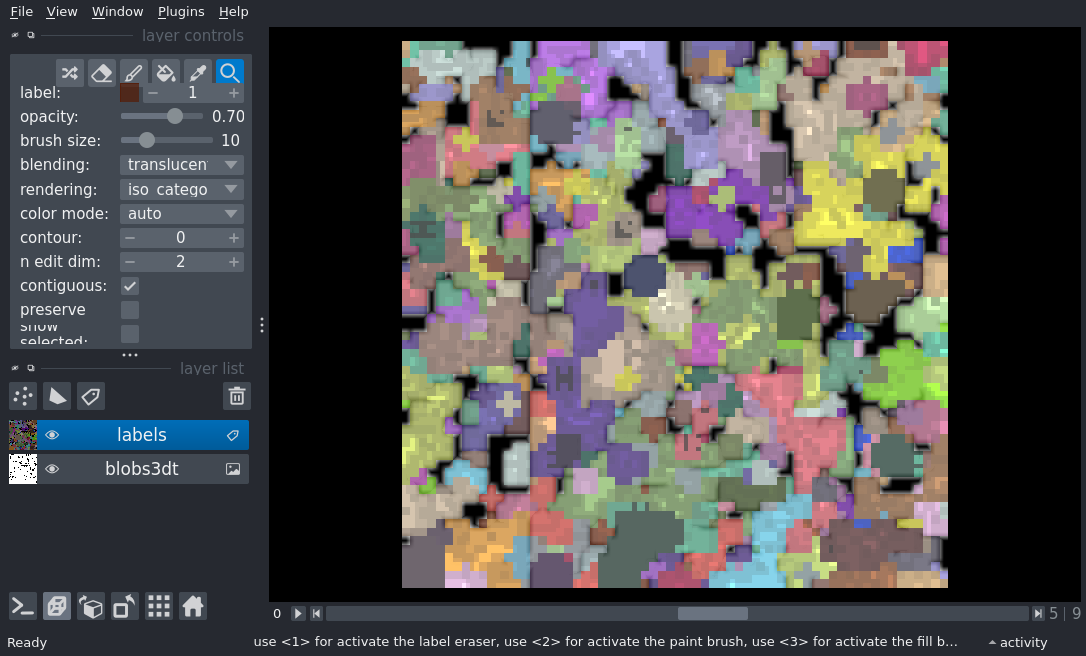 File View Window Plugins Help
layer controls
label: 1
opacity: 0.70
brush size: 10
blending: translucen
rendering: iso_catego
color mode: auto
contour: 0
n edit dim: 2
contiguous:
preserve
show
selected:
layer list
labels
blobs3dt
0 5 | 9
Ready use <1> for activate the label eraser, use <2> for activate the paint brush, use <3> for activate the fill b... activity